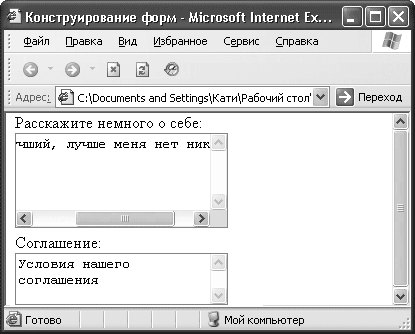 Конструирование форм - Microsoft Internet Ex...
Файл Правка Вид Избранное Сервис Справка
Адрес: C:\Documents and Settings\Кати\Рабочий стол\ Переход
Расскажите немного о себе:
чший, лучше меня нет ник
Соглашение:
Условия нашего
соглашения
Готово Мой компьютер